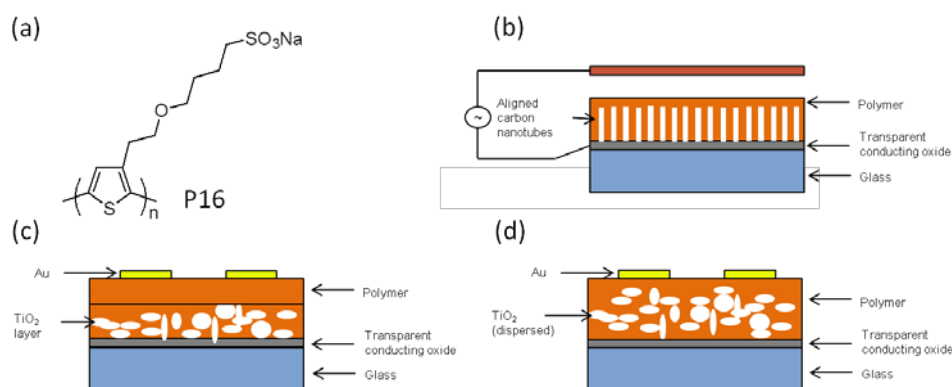 (a)
SO3Na
O
S
n
P16
(b)
~
Aligned
carbon
nanotubes
Polymer
Transparent
conducting oxide
Glass
(c)
Au
TiO2
layer
Polymer
Transparent
conducting oxide
Glass
(d)
Au
TiO2
(dispersed)
Polymer
Transparent
conducting oxide
Glass